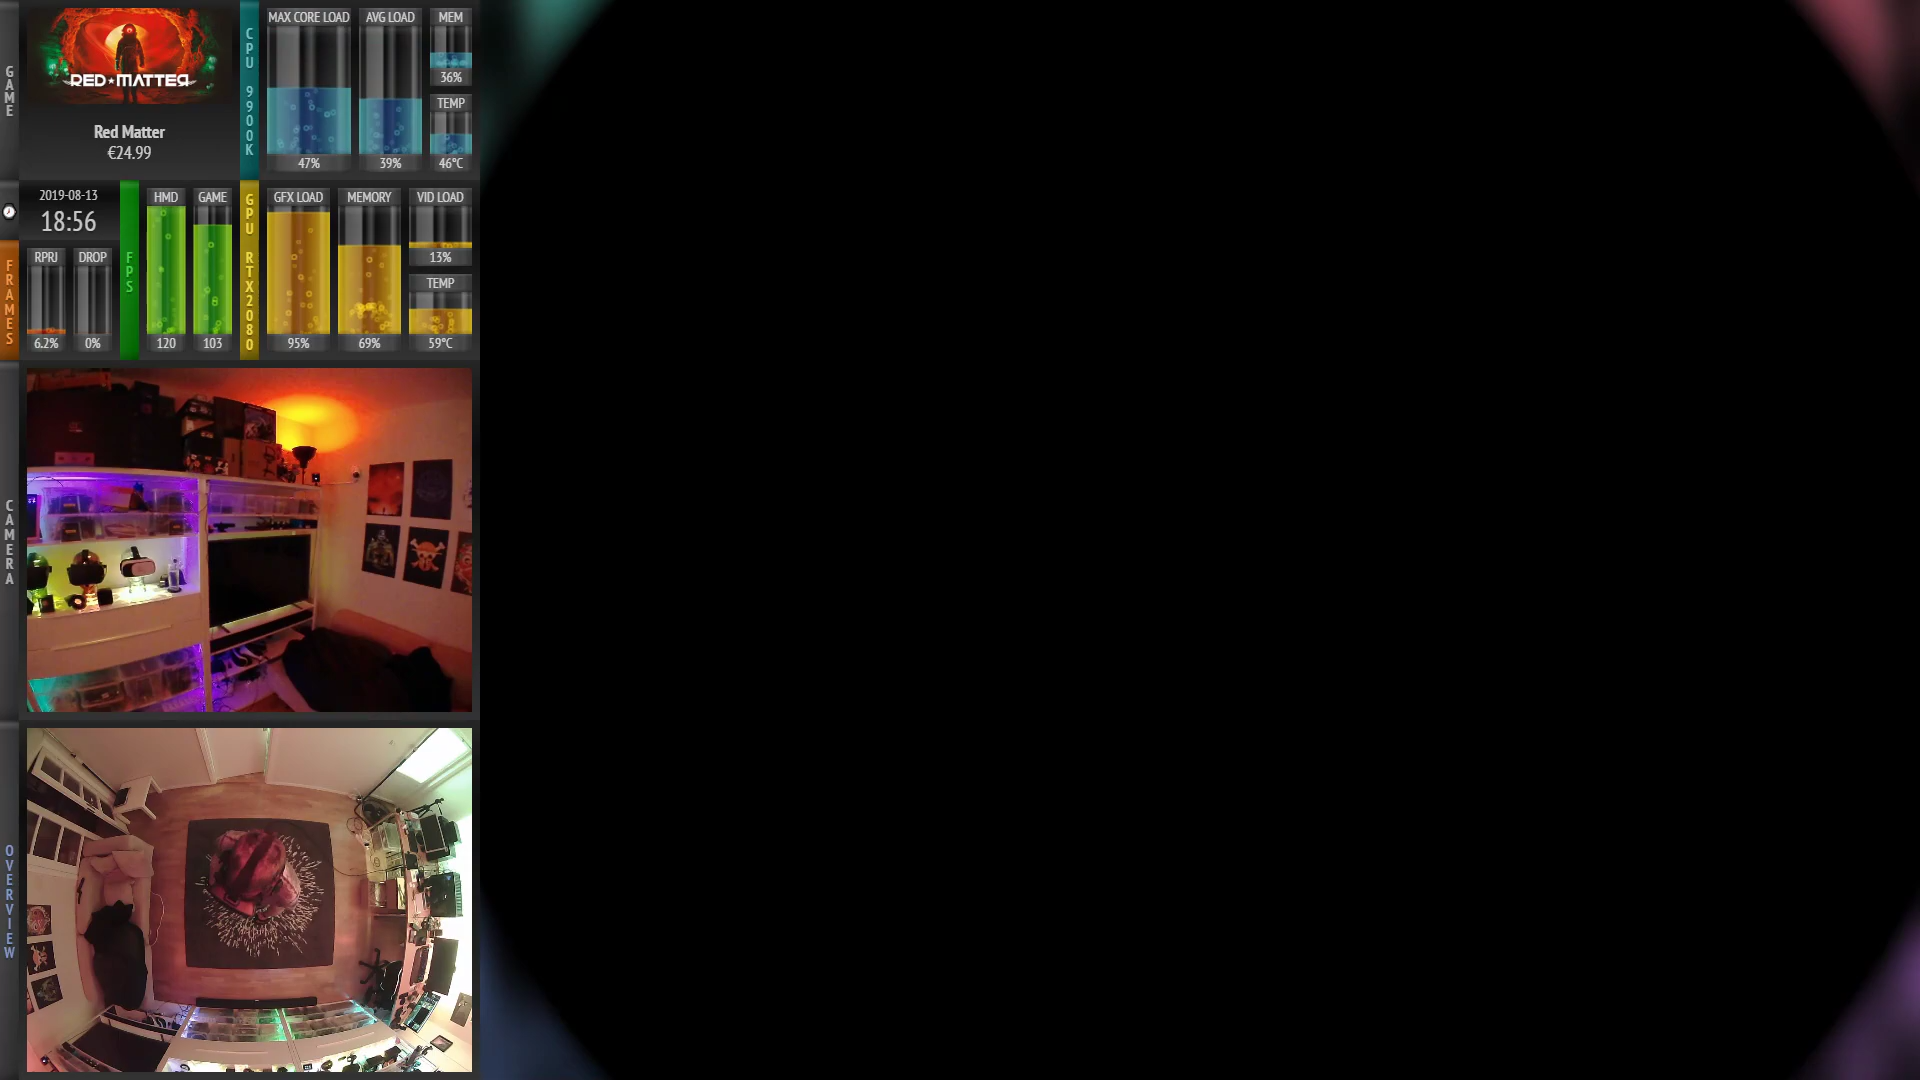 GAME
RED★MATTER
Red Matter
€24.99
CPU 9900K
MAX CORE LOAD
47%
AVG LOAD
39%
MEM
36%
TEMP
46°C
2019-08-13
18:56
FRAMES
RPRJ
6.2%
DROP
0%
FPS
HMD
120
GAME
103
GPU RTX2080
GFX LOAD
95%
MEMORY
69%
VID LOAD
13%
TEMP
59°C
CAMERA
OVERVIEW